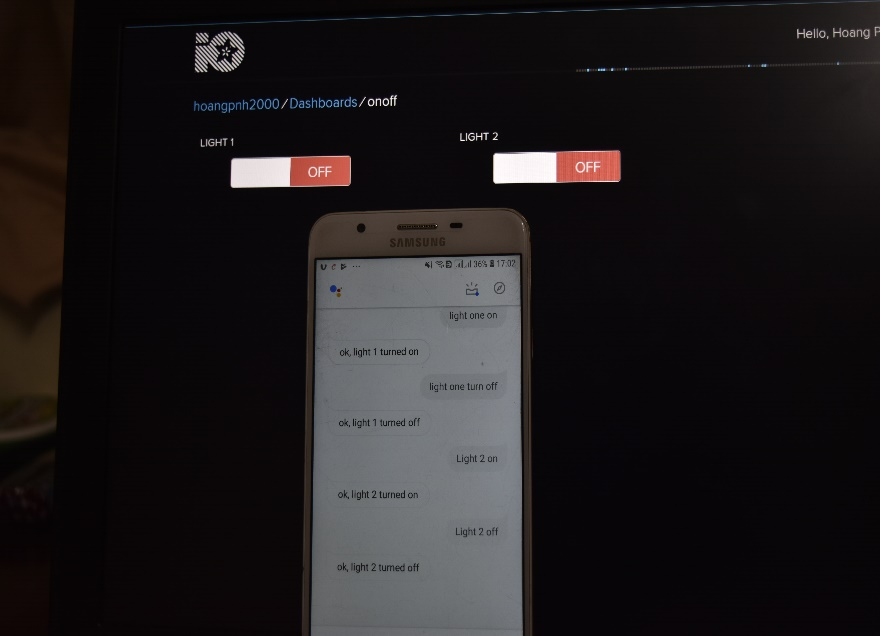 iO
Hello, Hoang P
hoangpnh2000/Dashboards/onoff
LIGHT 1
LIGHT 2
OFF
OFF
SAMSUNG
36% 17:02
light one on
ok, light 1 turned on
light one turn off
ok, light 1 turned off
Light 2 on
ok, light 2 turned on
Light 2 off
ok, light 2 turned off